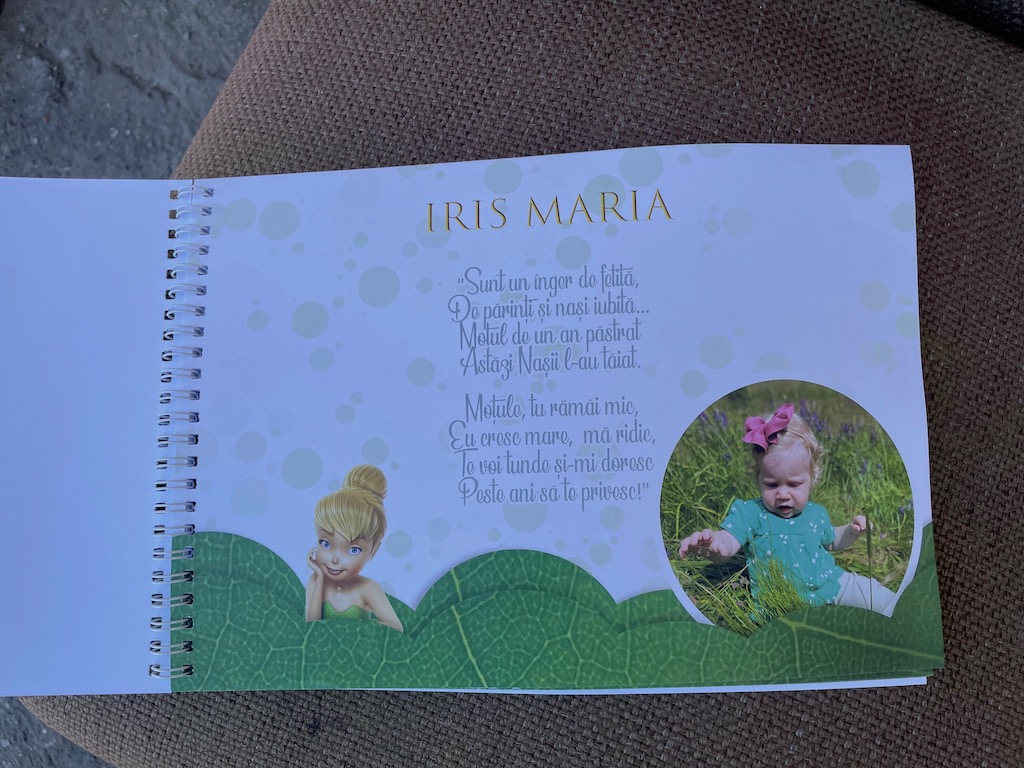 IRIS MARIA
"Sunt un înger de fetită,
De părinți și nași iubită...
Moțul de un an păstrat
Astăzi Nașii l-au tăiat.
Moțule, tu rămâi mic,
Eu cresc mare, mă ridic,
Te voi tunde și-mi doresc
Peste ani să te privesc!"